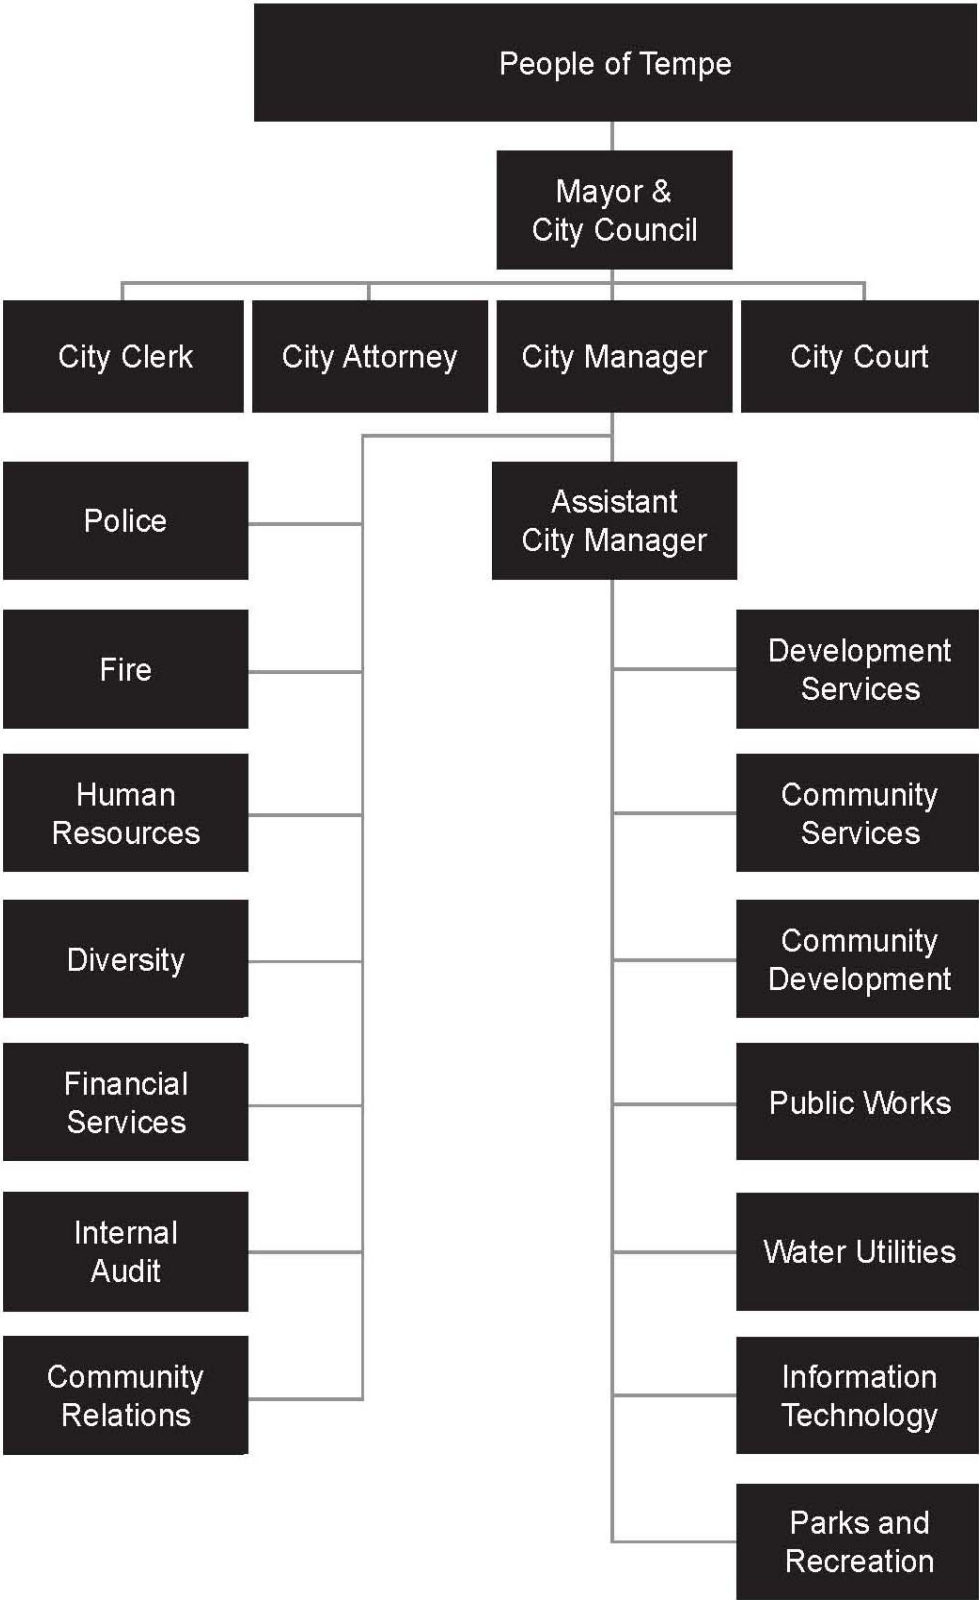 People of Tempe
Mayor &
City Council
City Clerk
City Attorney
City Manager
City Court
Police
Assistant
City Manager
Fire
Development
Services
Human
Resources
Community
Services
Diversity
Community
Development
Financial
Services
Public Works
Internal
Audit
Water Utilities
Community
Relations
Information
Technology
Parks and
Recreation